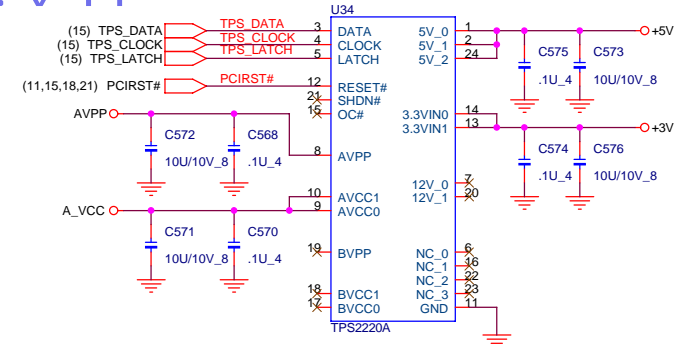 U34
(15) TPS_DATA TPS_DATA 3 DATA 5V_0 1 +5V
(15) TPS_CLOCK TPS_CLOCK 4 CLOCK 5V_1 2
(15) TPS_LATCH TPS_LATCH 5 LATCH 5V_2 24
C575 C573
.1U_4 10U/10V_8
(11,15,18,21) PCIRST# PCIRST# 12 RESET#
21 SHDN#
15 OC#
3.3VIN0 14
3.3VIN1 13 +3V
AVPP
C572 C568
10U/10V_8 .1U_4
8 AVPP
C574 C576
.1U_4 10U/10V_8
12V_0 7
12V_1 20
A_VCC
10 AVCC1
9 AVCC0
C571 C570
10U/10V_8 .1U_4
19 BVPP
NC_0 6
NC_1 16
NC_2 22
NC_3 23
18 BVCC1
17 BVCC0
GND 11
TPS2220A